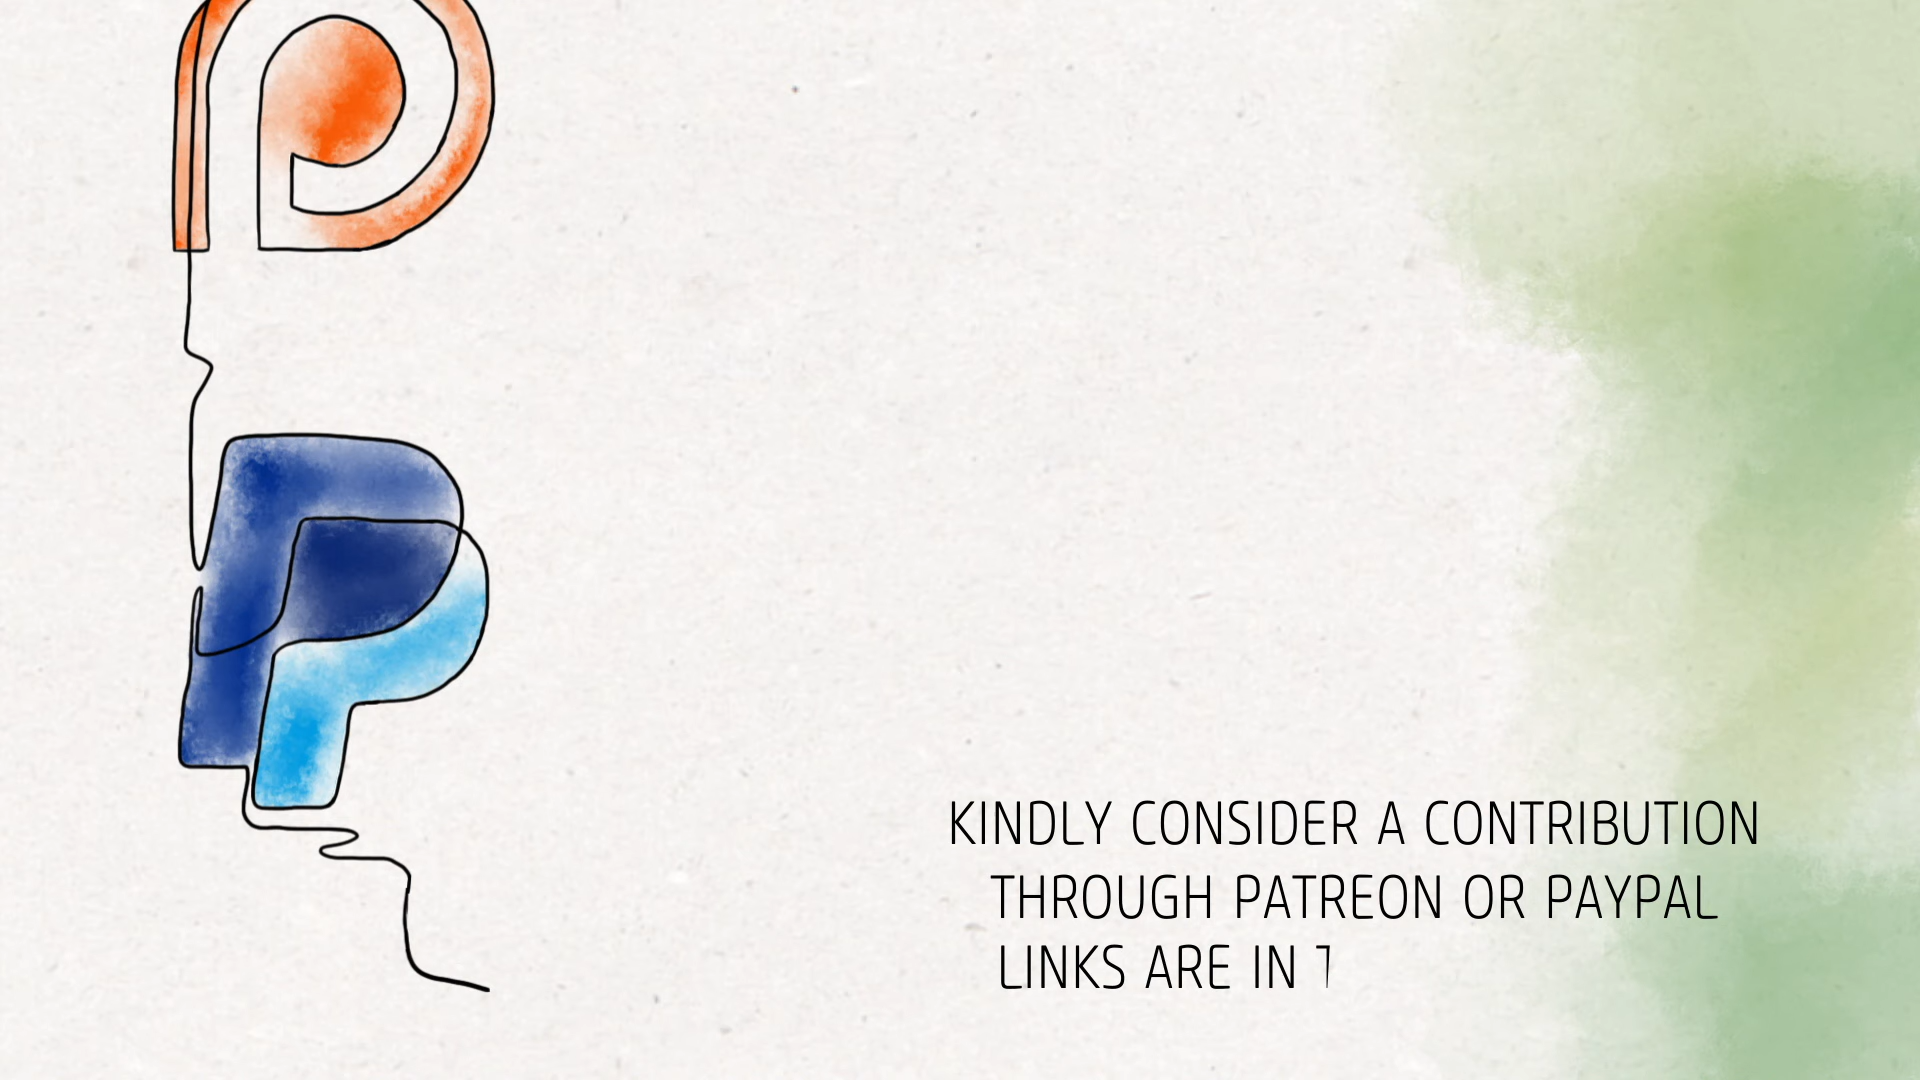 KINDLY CONSIDER A CONTRIBUTION
THROUGH PATREON OR PAYPAL
LINKS ARE IN